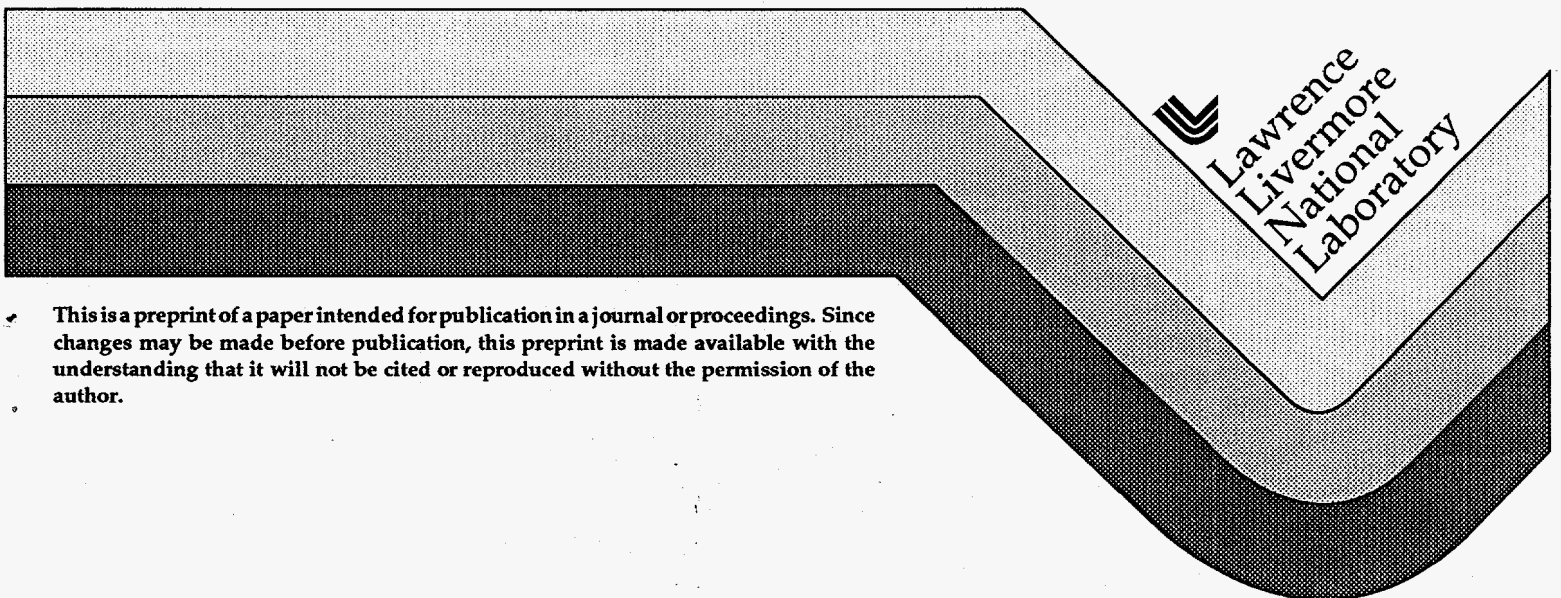 Lawrence
Livermore
National
Laboratory
This is a preprint of a paper intended for publication in a journal or proceedings. Since
changes may be made before publication, this preprint is made available with the
understanding that it will not be cited or reproduced without the permission of the
author.